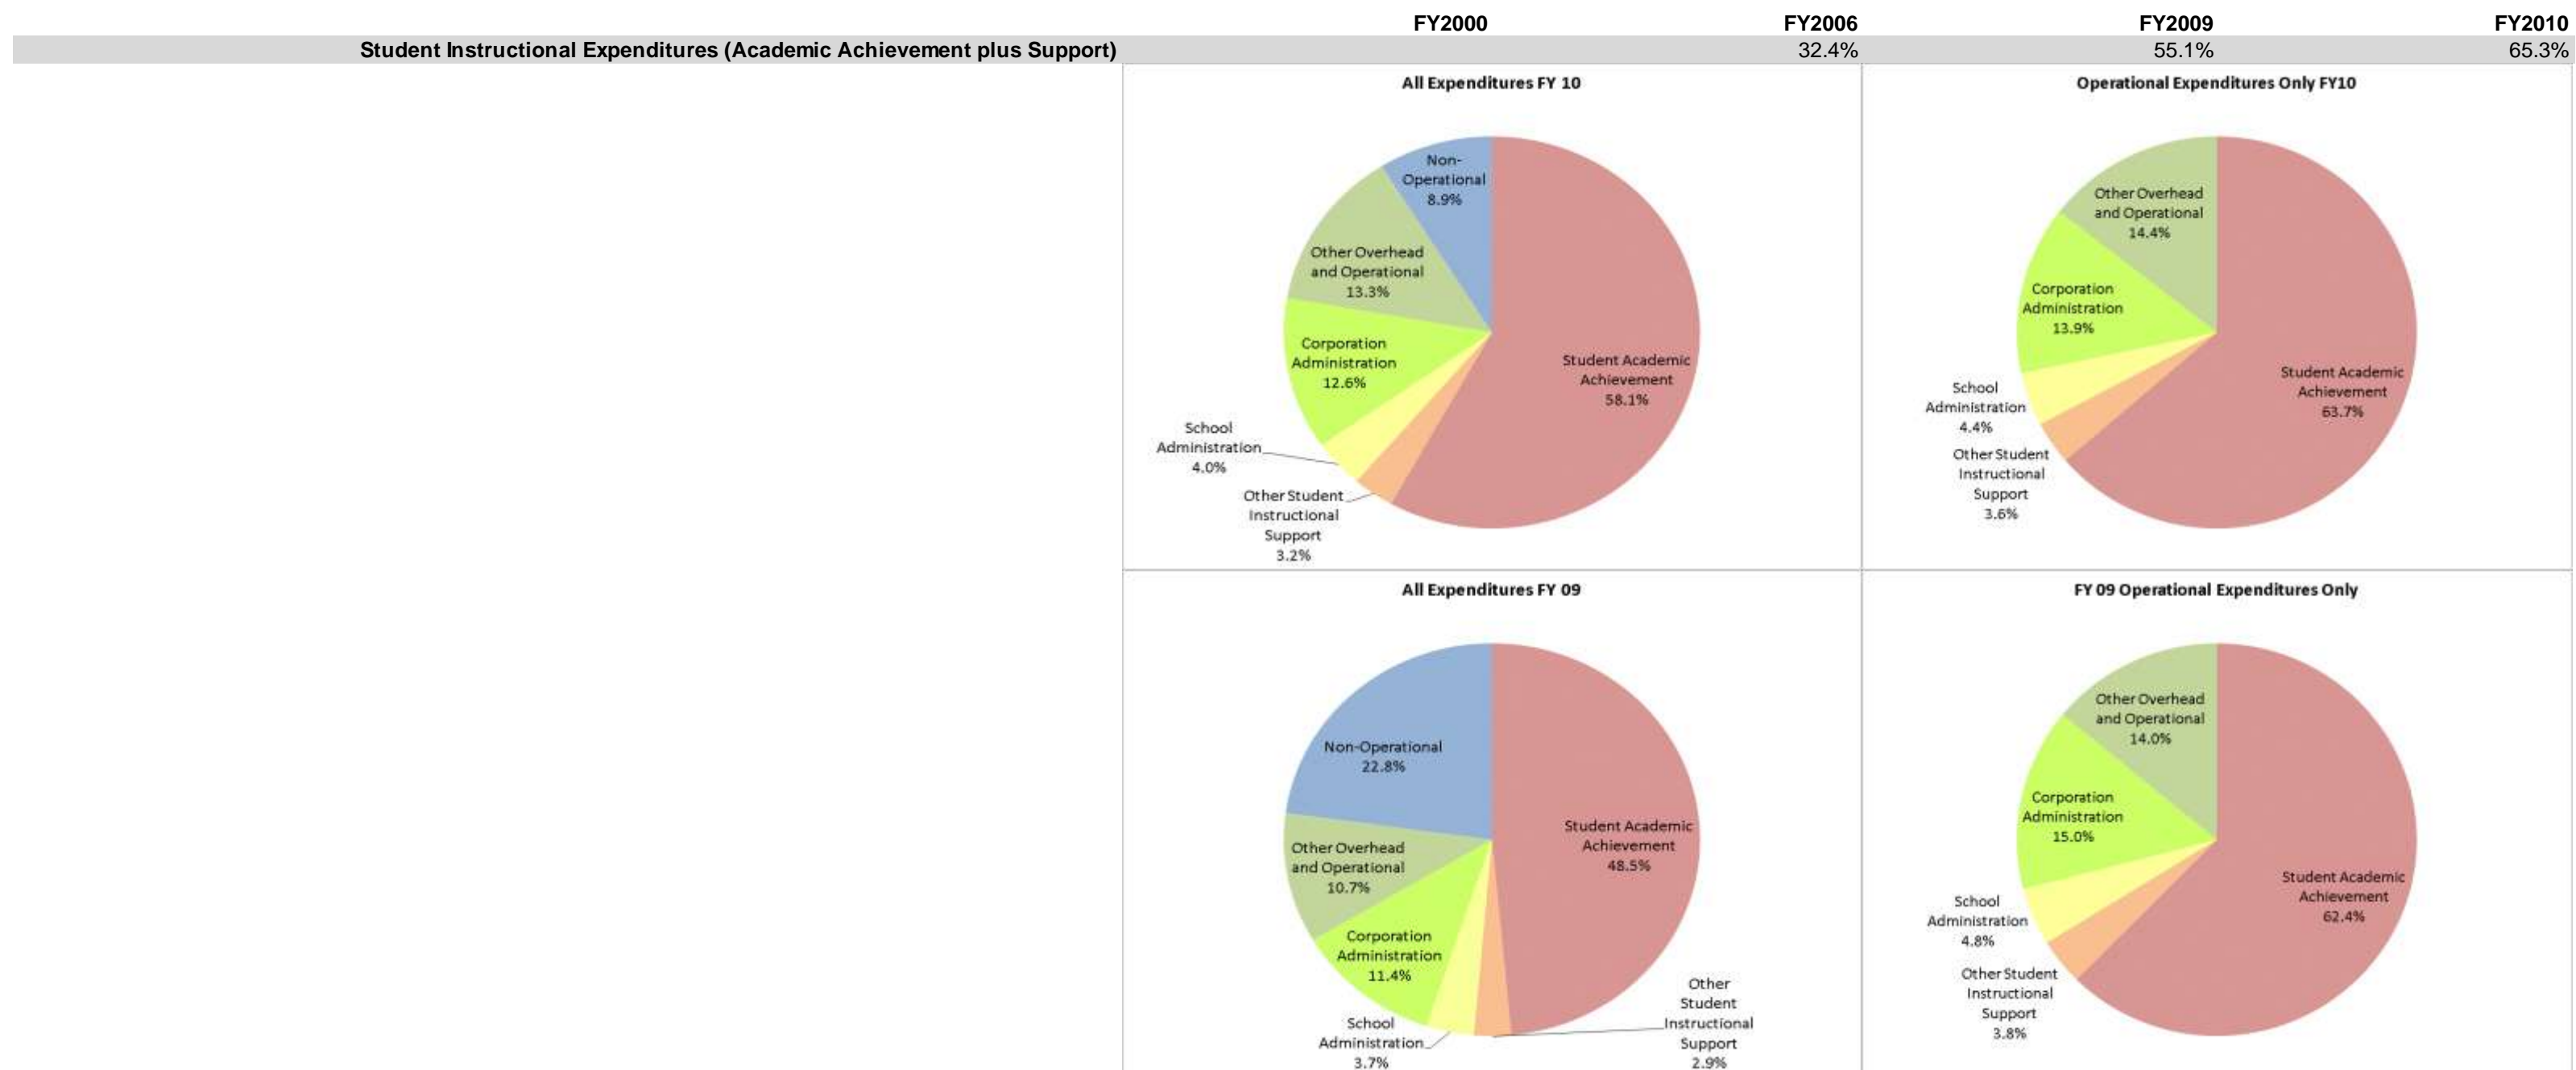 FY2000 FY2006 FY2009 FY2010
Student Instructional Expenditures (Academic Achievement plus Support) 32.4% 55.1% 65.3%
All Expenditures FY 10
Non-
Operational
8.9%
Other Overhead
and Operational
13.3%
Corporation
Administration
12.6%
School
Administration
4.0%
Other Student
Instructional
Support
3.2%
Student Academic
Achievement
58.1%
Operational Expenditures Only FY10
Other Overhead
and Operational
14.4%
Corporation
Administration
13.9%
School
Administration
4.4%
Other Student
Instructional
Support
3.6%
Student Academic
Achievement
63.7%
All Expenditures FY 09
Non-Operational
22.8%
Other Overhead
and Operational
10.7%
Corporation
Administration
11.4%
School
Administration
3.7%
Other
Student
Instructional
Support
2.9%
Student Academic
Achievement
48.5%
FY 09 Operational Expenditures Only
Other Overhead
and Operational
14.0%
Corporation
Administration
15.0%
School
Administration
4.8%
Other Student
Instructional
Support
3.8%
Student Academic
Achievement
62.4%